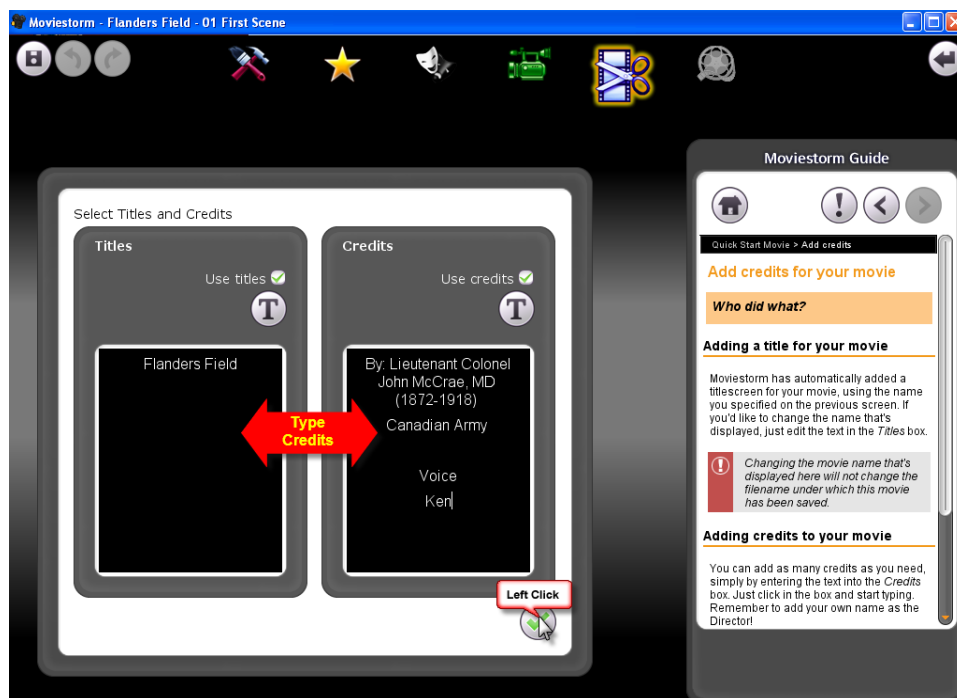 Moviestorm - Flanders Field - 01 First Scene
Moviestorm Guide
Select Titles and Credits
Titles
Use titles
T
Flanders Field
Credits
Use credits
T
By: Lieutenant Colonel
John McCrae, MD
(1872-1918)
Canadian Army
Voice
Ken
Type
Credits
Left Click
Quick Start Movie > Add credits
Add credits for your movie
Who did what?
Adding a title for your movie
Moviestorm has automatically added a
titlescreen for your movie, using the name
you specified on the previous screen. If
you'd like to change the name that's
displayed, just edit the text in the Titles box.
Changing the movie name that's
displayed here will not change the
filename under which this movie
has been saved.
Adding credits to your movie
You can add as many credits as you need,
simply by entering the text into the Credits
box. Just click in the box and start typing.
Remember to add your own name as the
Director!